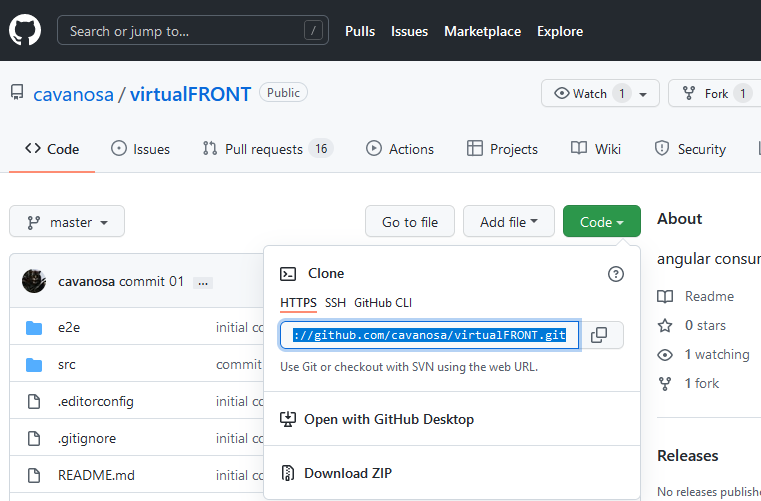 Search or jump to… /
Pulls Issues Marketplace Explore
cavanosa / virtualFRONT Public
Watch 1 Fork 1
Code Issues Pull requests 16 Actions Projects Wiki Security
master Go to file Add file Code
About
cavanosa commit 01 ...
Clone
angular consum
HTTPS SSH GitHub CLI
Readme
e2e initial co
://github.com/cavanosa/virtualFRONT.git
0 stars
src commit
Use Git or checkout with SVN using the web URL.
1 watching
1 fork
.editorconfig initial co
Open with GitHub Desktop
.gitignore initial co
Releases
README.md initial co
Download ZIP
No releases publishe